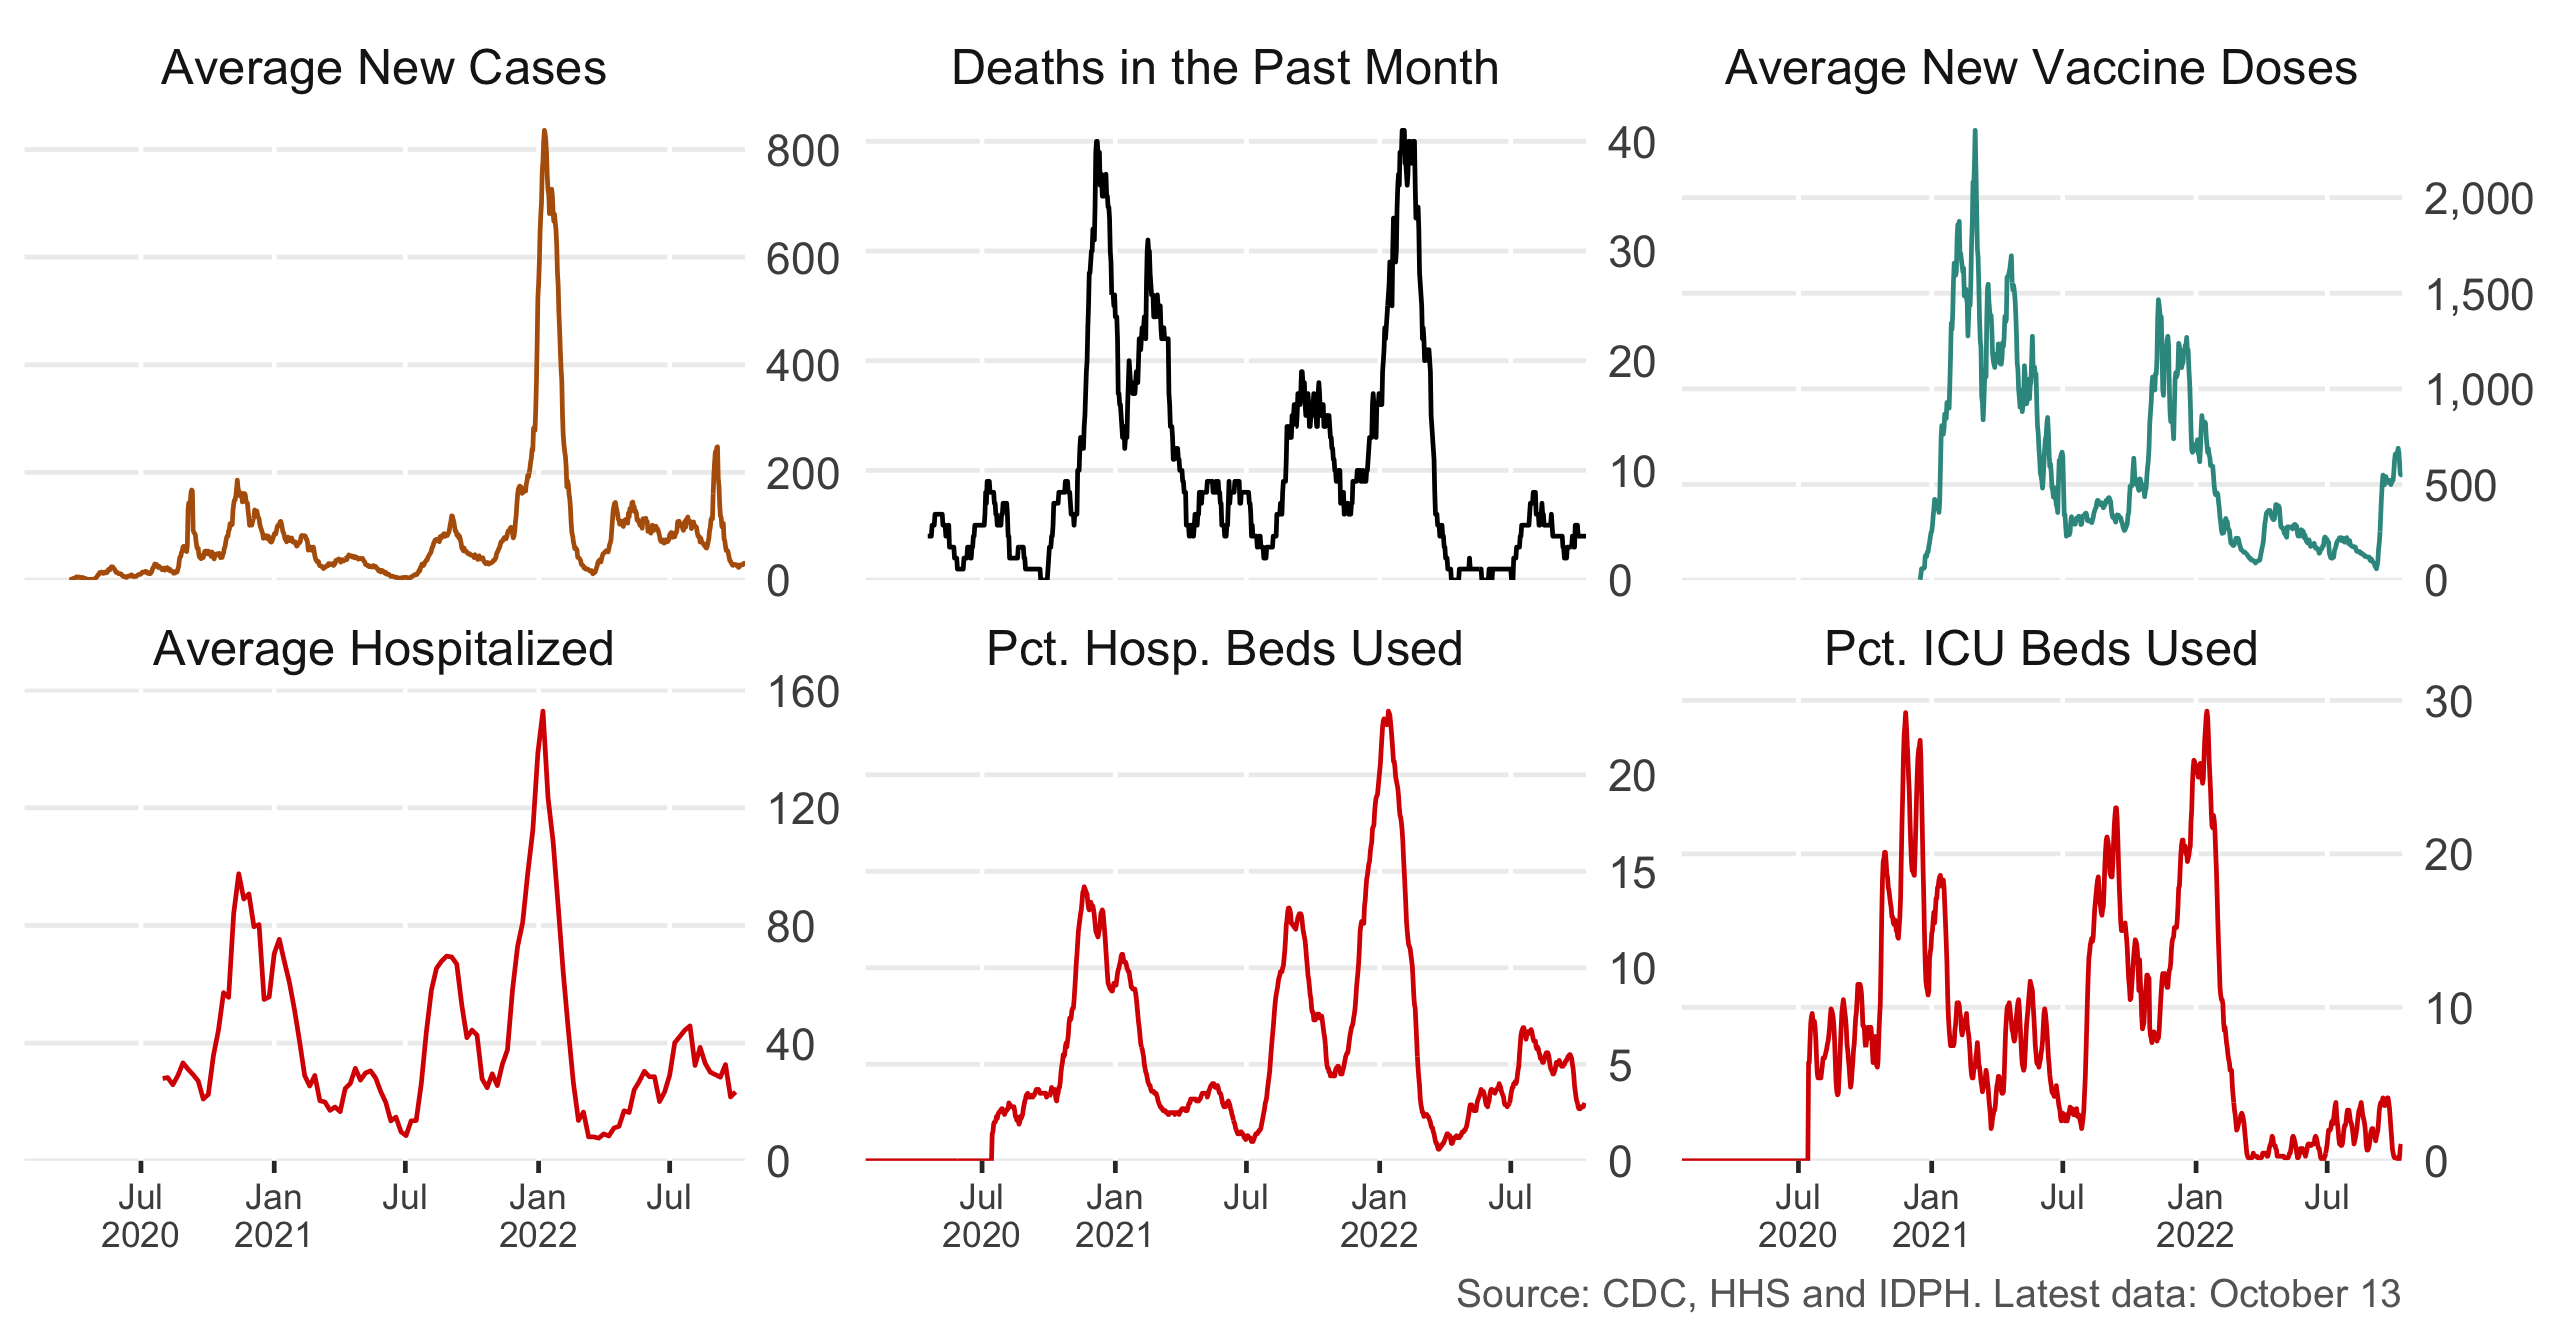 Average New Cases
800
600
400
200
0
Deaths in the Past Month
40
30
20
10
0
Average New Vaccine Doses
2,000
1,500
1,000
500
0
Average Hospitalized
160
120
80
40
0
Jul Jan Jul Jan Jul
2020 2021 2022
Pct. Hosp. Beds Used
20
15
10
5
0
Jul Jan Jul Jan Jul
2020 2021 2022
Pct. ICU Beds Used
30
20
10
0
Jul Jan Jul Jan Jul
2020 2021 2022
Source: CDC, HHS and IDPH. Latest data: October 13